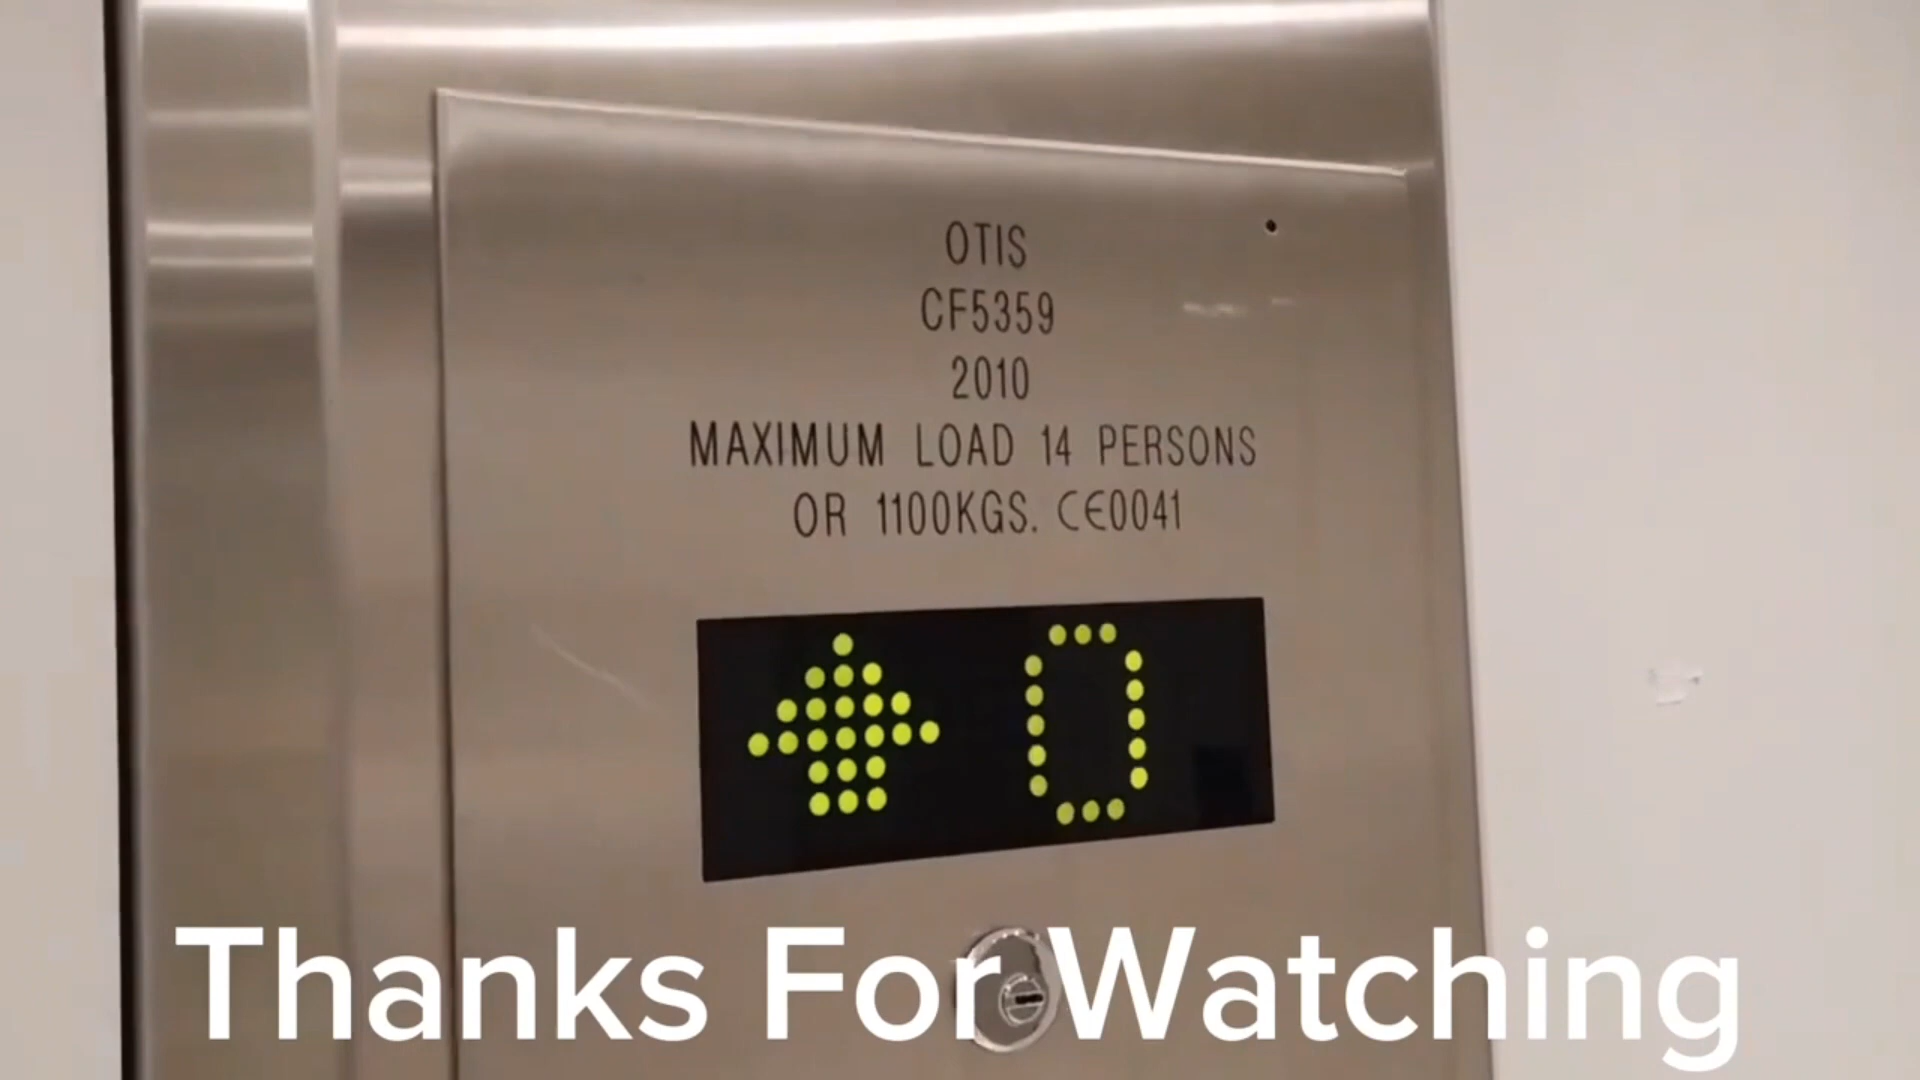 OTIS
CF5359
2010
MAXIMUM LOAD 14 PERSONS
OR 1100KGS. CE0041
0
Thanks For Watching